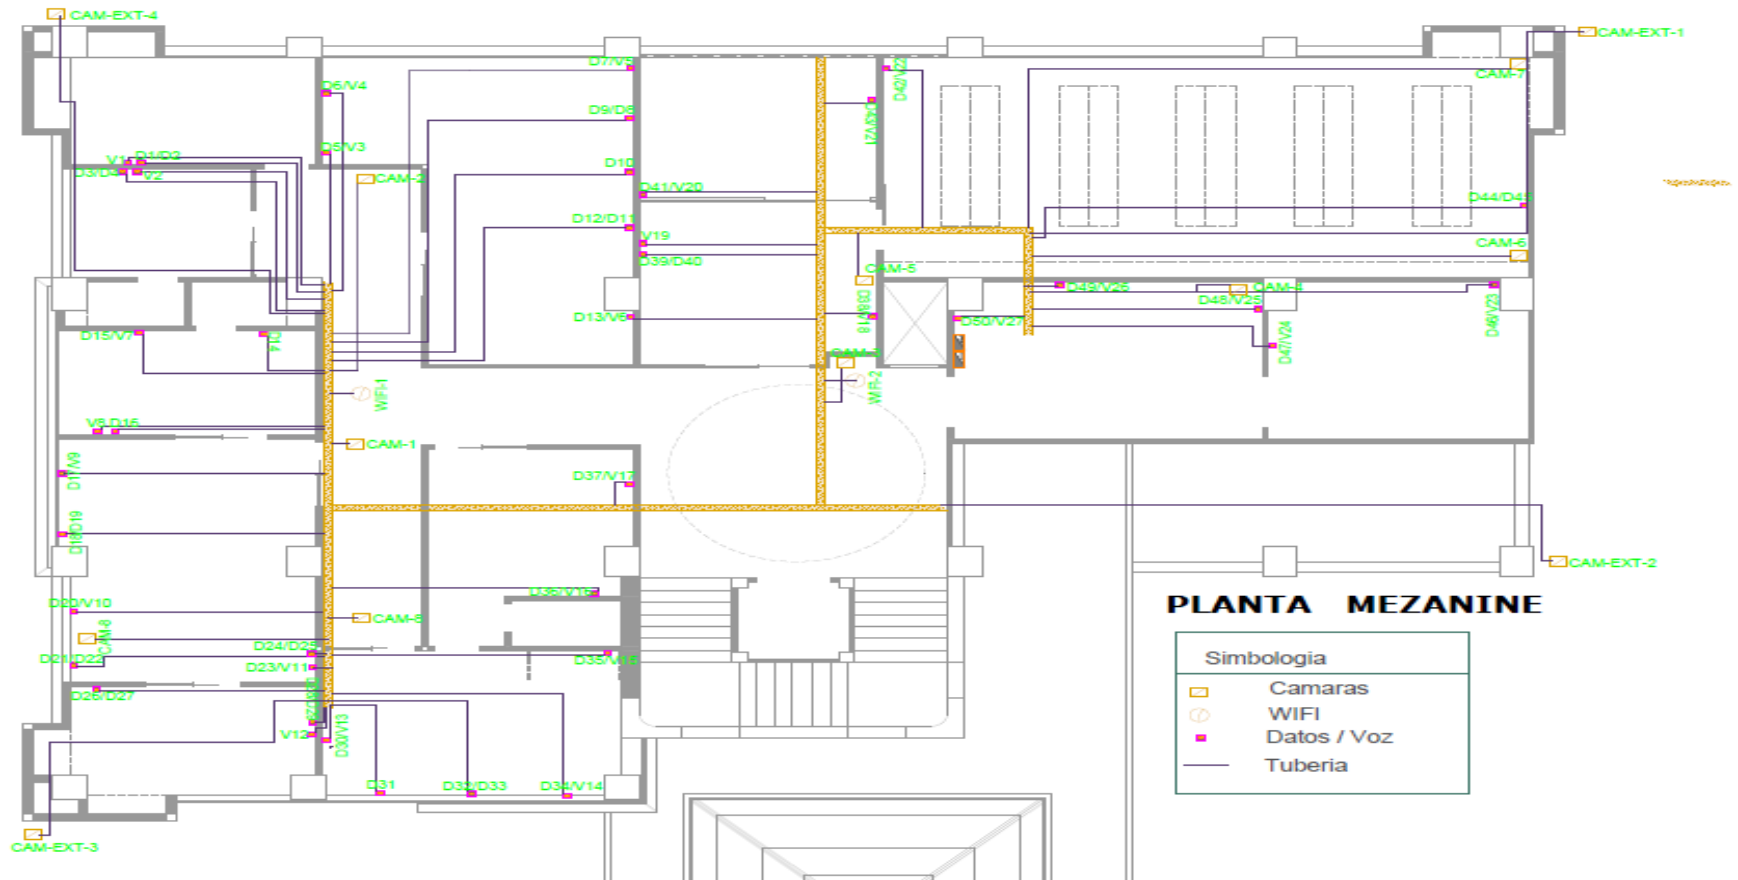 CAM-EXT-4
CAM-EXT-1
D7/V5
D6/V4
D42/V22
CAM-7
D9/D8
D43/V21
D5/V3
V1 D1/D2
D3/D4 V2
D10
CAM-2
D41/V20
D44/D45
D12/D11
V19
CAM-6
D39/D40
CAM-5
D49/V26
CAM-4
D48/V25
D46/V23
D13/V6
D38/V18
D50/V27
D15/V7
D14
D47/V24
CAM-3
WIFI-1
WIFI-2
V8 D16
CAM-1
D17/V9
D37/V17
D18/D19
CAM-EXT-2
D36/V16
D20/V10
PLANTA MEZANINE
CAM-8
D24/D25
D21/D22
D23/V11
D35/V15
D26/D27
Simbologia
Camaras
WIFI
Datos / Voz
Tuberia
V12
D30/V13
D31
D32/D33
D34/V14
CAM-EXT-3